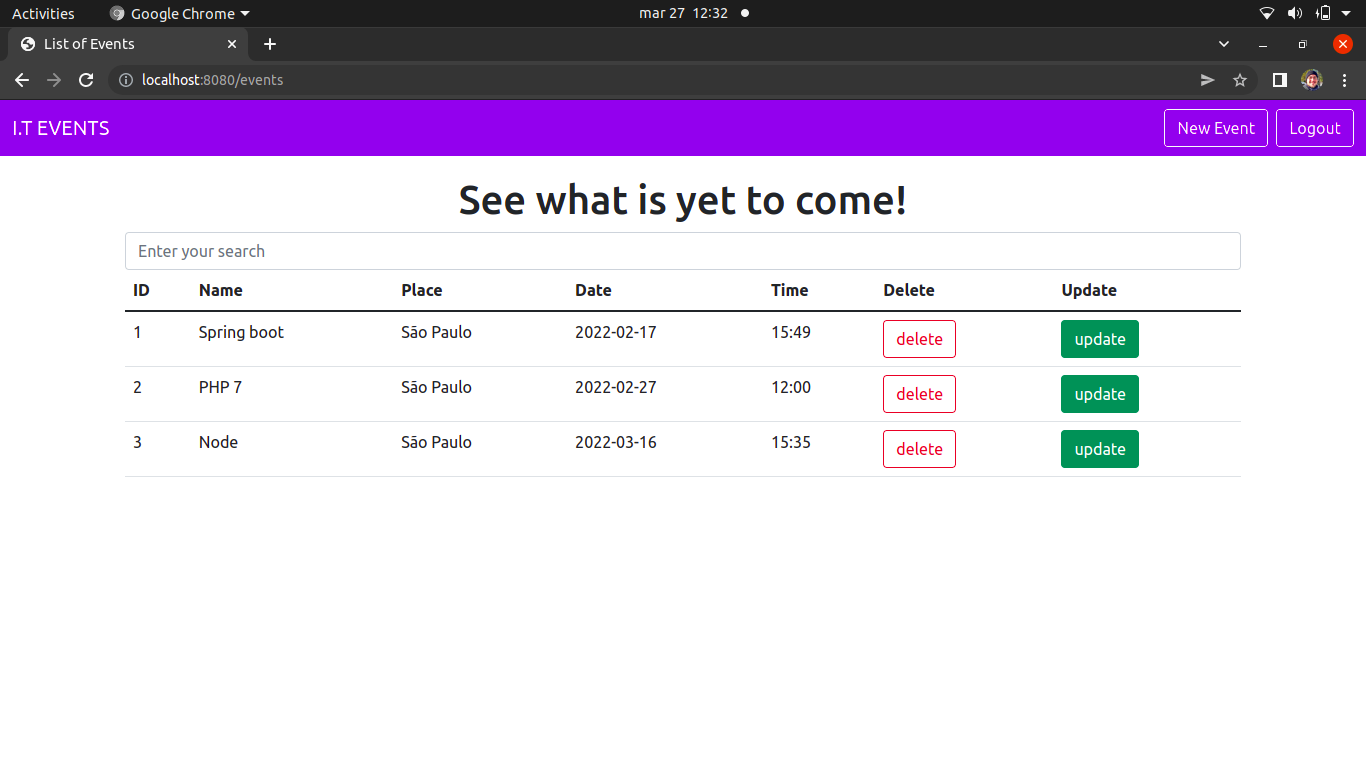 Activities Google Chrome mar 27 12:32
List of Events
localhost:8080/events
I.T EVENTS New Event Logout
See what is yet to come!
Enter your search
ID Name Place Date Time Delete Update
1 Spring boot São Paulo 2022-02-17 15:49 delete update
2 PHP 7 São Paulo 2022-02-27 12:00 delete update
3 Node São Paulo 2022-03-16 15:35 delete update